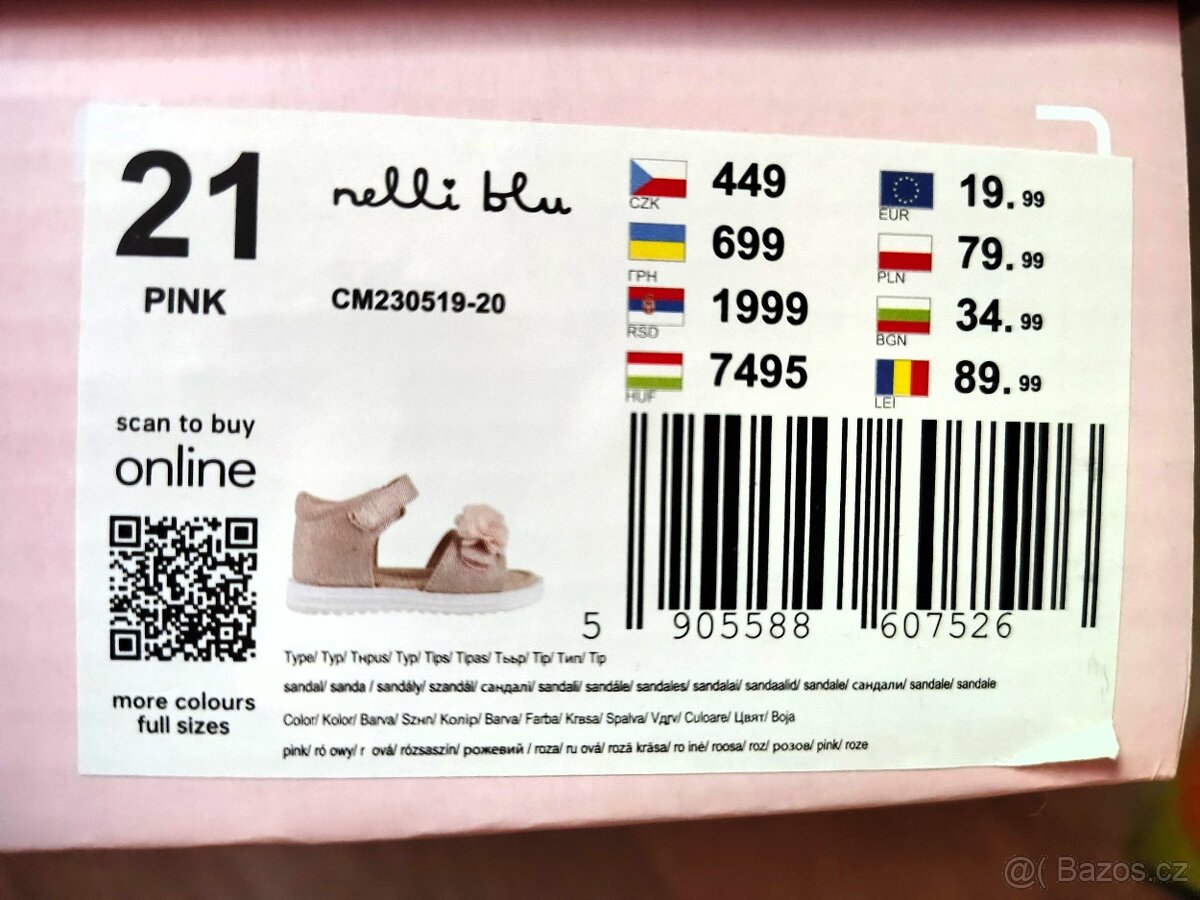 21
PINK
nelli blu
CM230519-20
CZK 449
ГРН 699
RSD 1999
HUF 7495
EUR 19.99
PLN 79.99
BGN 34.99
LEI 89.99
scan to buy
online
more colours
full sizes
5 905588 607526
Type/ Typ/ Тнрus/ Typ/ Tips/ Tipas/ Тььр/ Tip/ Тип/ Tip
sandal/ sanda / sandály/ szandál/ сандалі/ sandali/ sandále/ sandales/ sandalai/ sandaalid/ sandale/ сандали/ sandale/ sandale
Color/ Kolor/ Barva/ Szнn/ Колір/ Barva/ Farba/ Krasa/ Spalva/ Vдrv/ Culoare/ Цвят/ Boja
pink/ ró owy/ r ová/ rózsaszín/ рожевий / roza/ ru ová/ rozā krāsa/ ro inė/ roosa/ roz/ розов/ pink/ roze
@( Bazos.cz